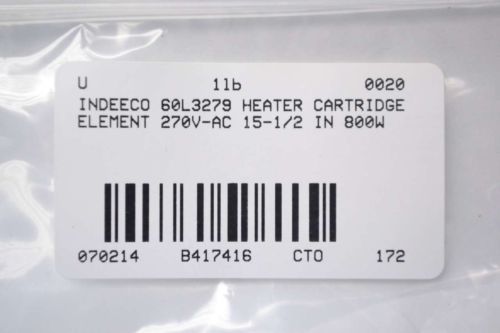 U 1lb 0020
INDEECO 60L3279 HEATER CARTRIDGE
ELEMENT 270V-AC 15-1/2 IN 800W
070214 B417416 CTO 172